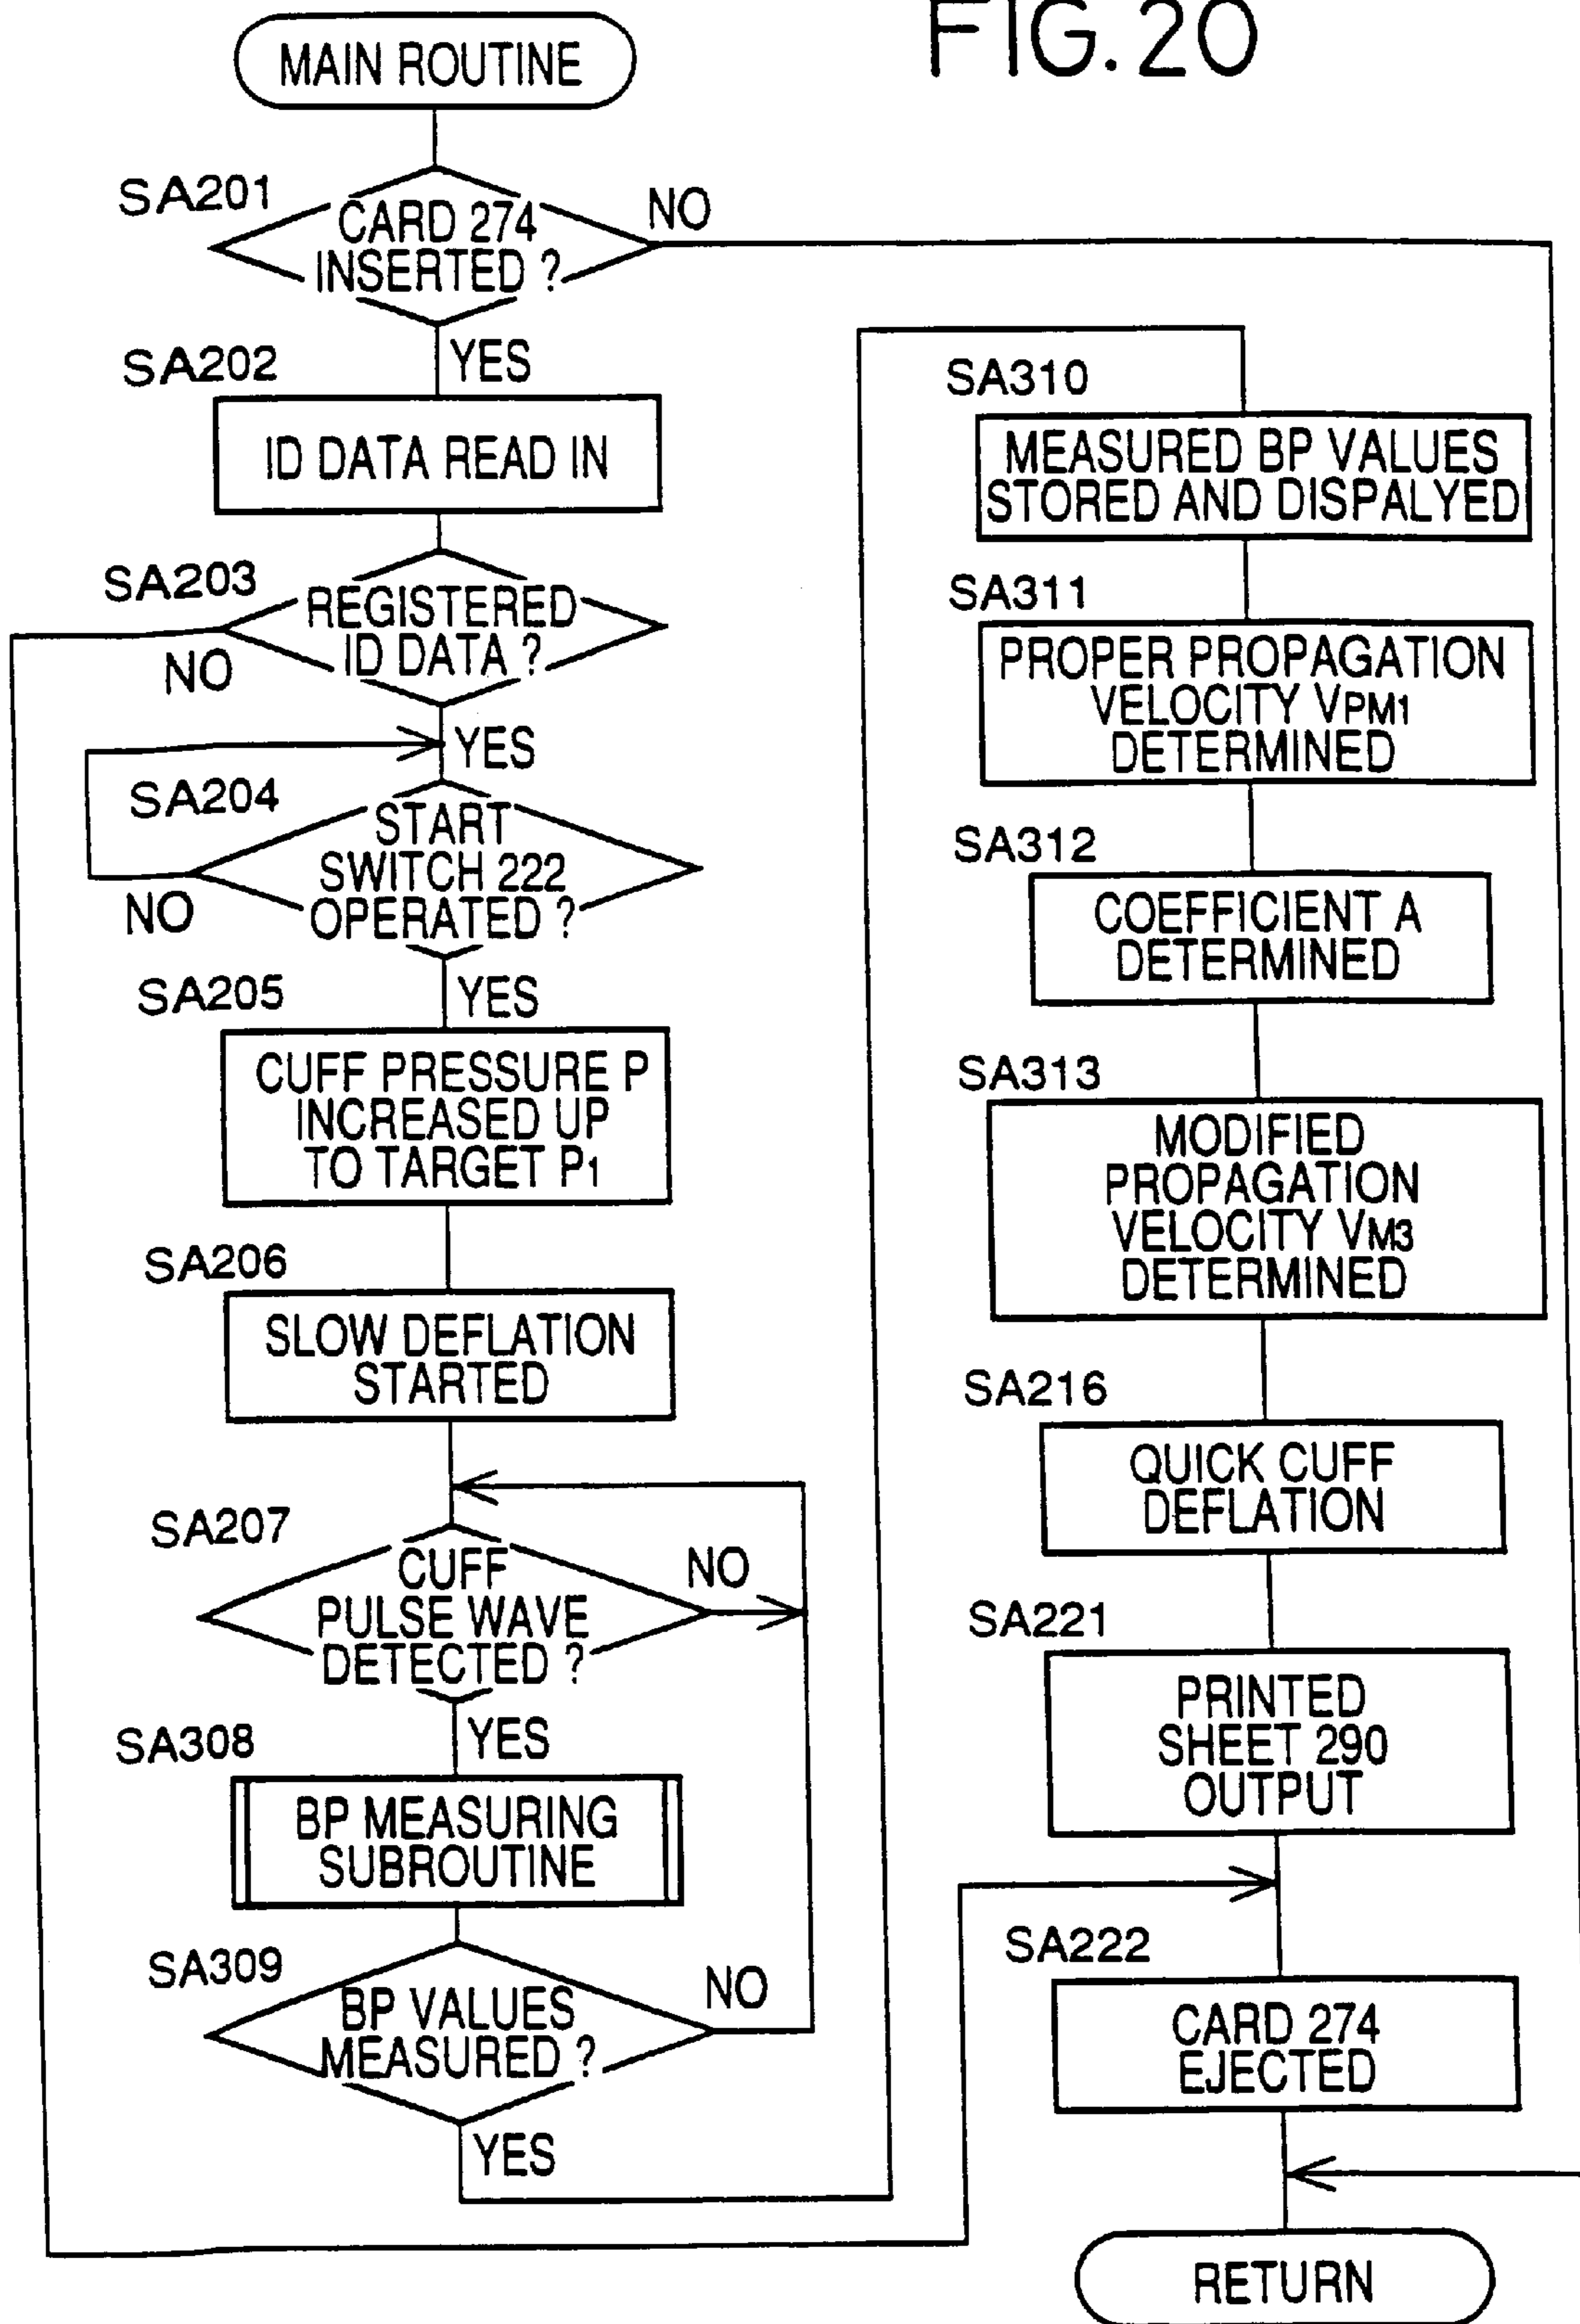 FIG. 20
MAIN ROUTINE
SA201
CARD 274
INSERTED ?
NO
YES
SA202
ID DATA READ IN
SA203
REGISTERED
ID DATA ?
NO
YES
SA204
START
SWITCH 222
OPERATED ?
NO
YES
SA205
CUFF PRESSURE P
INCREASED UP
TO TARGET P1
SA206
SLOW DEFLATION
STARTED
SA207
CUFF
PULSE WAVE
DETECTED ?
NO
YES
SA308
BP MEASURING
SUBROUTINE
SA309
BP VALUES
MEASURED ?
NO
YES
SA310
MEASURED BP VALUES
STORED AND DISPALYED
SA311
PROPER PROPAGATION
VELOCITY VPM1
DETERMINED
SA312
COEFFICIENT A
DETERMINED
SA313
MODIFIED
PROPAGATION
VELOCITY VM3
DETERMINED
SA216
QUICK CUFF
DEFLATION
SA221
PRINTED
SHEET 290
OUTPUT
SA222
CARD 274
EJECTED
RETURN